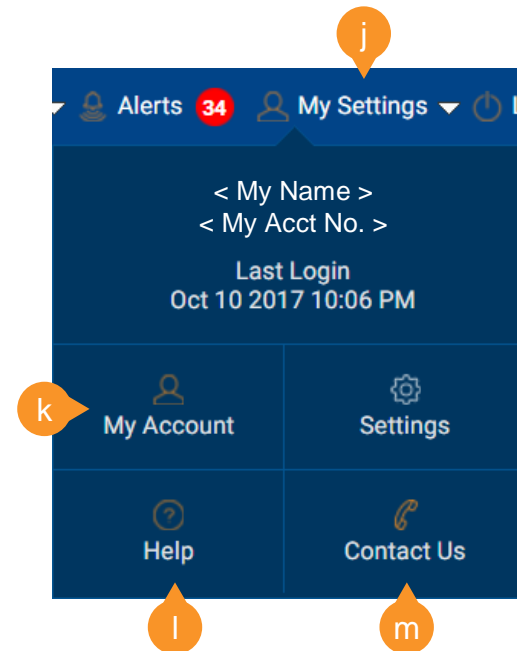 j
Alerts 34 My Settings
< My Name >
< My Acct No. >
Last Login
Oct 10 2017 10:06 PM
k
My Account Settings
Help Contact Us
l m